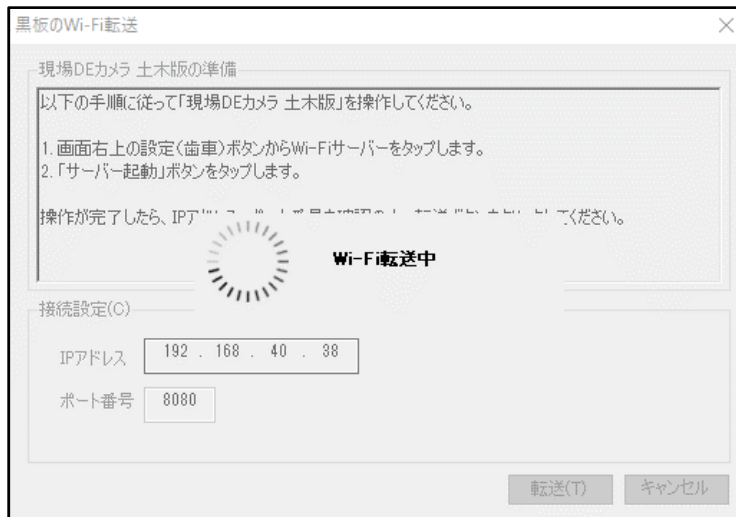 黒板のWi-Fi転送
現場DEカメラ 土木版の準備
以下の手順に従って「現場DEカメラ 土木版」を操作してください。
1. 画面右上の設定(歯車)ボタンからWi-Fiサーバーをタップします。
2.「サーバー起動」ボタンをタップします。
操作が完了したら、IPア てください。
Wi-Fi転送中
接続設定(C)
IPアドレス 192 . 168 . 40 . 38
ポート番号 8080
転送(T) キャンセル